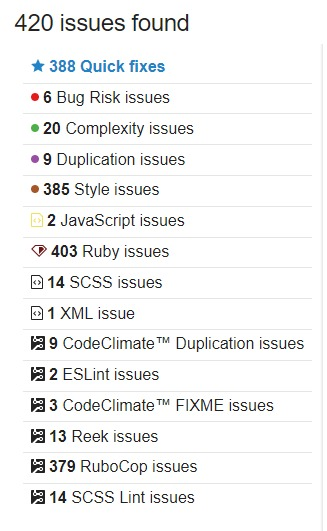 420 issues found
388 Quick fixes
6 Bug Risk issues
20 Complexity issues
9 Duplication issues
385 Style issues
2 JavaScript issues
403 Ruby issues
14 SCSS issues
1 XML issue
9 CodeClimate™ Duplication issues
2 ESLint issues
3 CodeClimate™ FIXME issues
13 Reek issues
379 RuboCop issues
14 SCSS Lint issues